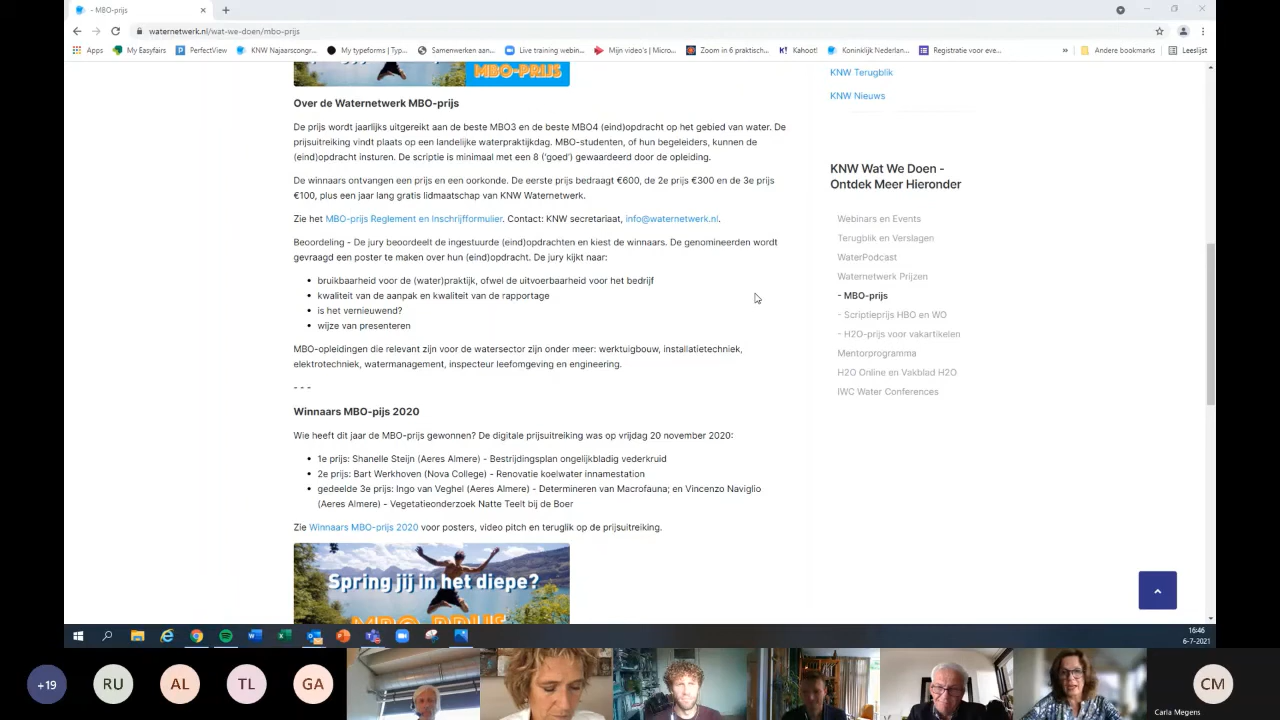 - MBO-prijs
waternetwerk.nl/wat-we-doen/mbo-prijs
Apps My Easyfairs PerfectView KNW Najaarscongr... My typeforms | Typ... Samenwerken aan... Live training webin... Mijn video's | Micro... Zoom in 6 praktisch... Kahoot! Koninklijk Nederlan... Registratie voor eve... » Andere bookmarks Leeslijst
MBO-PRIJS
Over de Waternetwerk MBO-prijs
De prijs wordt jaarlijks uitgereikt aan de beste MBO3 en de beste MBO4 (eind)opdracht op het gebied van water. De
prijsuitreiking vindt plaats op een landelijke waterpraktijkdag. MBO-studenten, of hun begeleiders, kunnen de
(eind)opdracht insturen. De scriptie is minimaal met een 8 ('goed') gewaardeerd door de opleiding.
De winnaars ontvangen een prijs en een oorkonde. De eerste prijs bedraagt €600, de 2e prijs €300 en de 3e prijs
€100, plus een jaar lang gratis lidmaatschap van KNW Waternetwerk.
Zie het MBO-prijs Reglement en Inschrijfformulier. Contact: KNW secretariaat, info@waternetwerk.nl.
Beoordeling - De jury beoordeelt de ingestuurde (eind)opdrachten en kiest de winnaars. De genomineerden wordt
gevraagd een poster te maken over hun (eind)opdracht. De jury kijkt naar:
• bruikbaarheid voor de (water)praktijk, ofwel de uitvoerbaarheid voor het bedrijf
• kwaliteit van de aanpak en kwaliteit van de rapportage
• is het vernieuwend?
• wijze van presenteren
MBO-opleidingen die relevant zijn voor de watersector zijn onder meer: werktuigbouw, installatietechniek,
elektrotechniek, watermanagement, inspecteur leefomgeving en engineering.
- - -
Winnaars MBO-pijs 2020
Wie heeft dit jaar de MBO-prijs gewonnen? De digitale prijsuitreiking was op vrijdag 20 november 2020:
• 1e prijs: Shanelle Steijn (Aeres Almere) - Bestrijdingsplan ongelijkbladig vederkruid
• 2e prijs: Bart Werkhoven (Nova College) - Renovatie koelwater innamestation
• gedeelde 3e prijs: Ingo van Veghel (Aeres Almere) - Determineren van Macrofauna; en Vincenzo Naviglio
(Aeres Almere) - Vegetatieonderzoek Natte Teelt bij de Boer
Zie Winnaars MBO-prijs 2020 voor posters, video pitch en teruglik op de prijsuitreiking.
Spring jij in het diepe?
MBO-PRIJS
KNW Terugblik
KNW Nieuws
KNW Wat We Doen -
Ontdek Meer Hieronder
Webinars en Events
Terugblik en Verslagen
WaterPodcast
Waternetwerk Prijzen
- MBO-prijs
- Scriptieprijs HBO en WO
- H2O-prijs voor vakartikelen
Mentorprogramma
H2O Online en Vakblad H2O
IWC Water Conferences
16:46
6-7-2021
+19 RU AL TL GA CM
Carla Megens